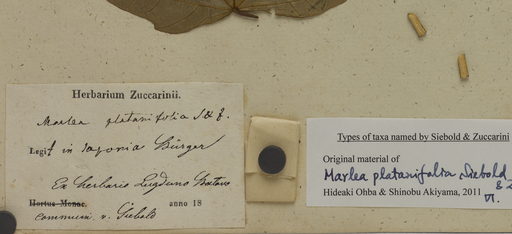 Herbarium Zuccarinii.
Marlea platanifolia S & Z.
Legit in Japonia Bürger
Ex herbario Lugduno Batavo
Hortus Monac. anno 18
communic. v. Siebold
Types of taxa named by Siebold & Zuccarini
Original material of
Marlea platanifolia Siebold
& Z
Hideaki Ohba & Shinobu Akiyama, 2011